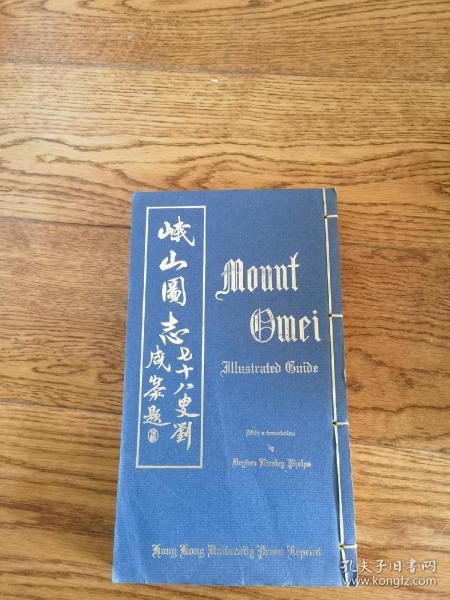 峨山圖志
七十八叟劉
咸榮題
Mount
Omei
Illustrated Guide
With a translation
by
Dryden Linsley Phelps
Hong Kong University Press Reprint
孔夫子旧书网
www.kongfz.com